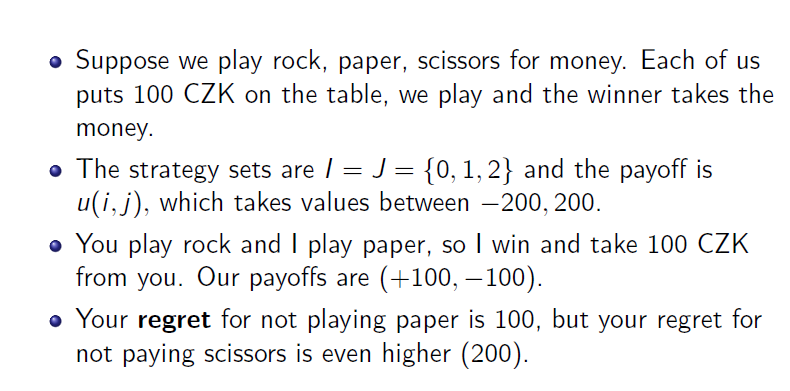 Suppose we play rock, paper, scissors for money. Each of us
puts 100 CZK on the table, we play and the winner takes the
money.
The strategy sets are I = J = {0, 1, 2} and the payoff is
u(i, j), which takes values between −200, 200.
You play rock and I play paper, so I win and take 100 CZK
from you. Our payoffs are (+100, −100).
Your regret for not playing paper is 100, but your regret for
not paying scissors is even higher (200).